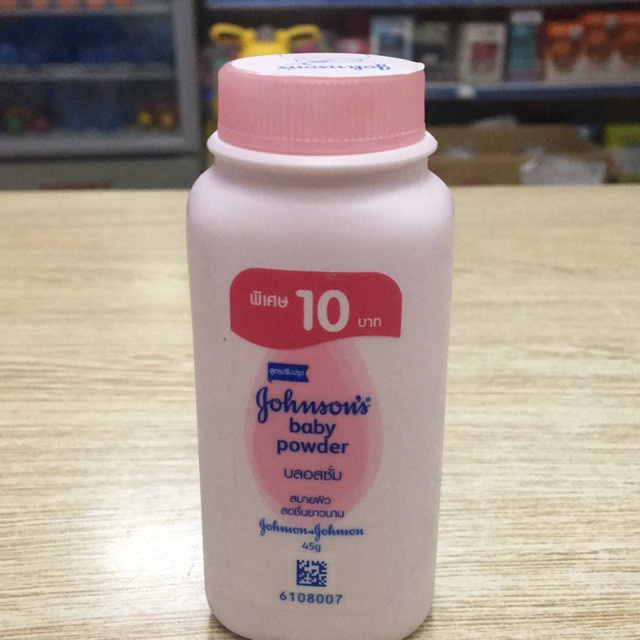 Johnson's
พิเศษ 10 บาท
สูตรปรับปรุง
Johnson's®
baby
powder
บลอสซั่ม
สบายผิว
สดชื่นยาวนาน
Johnson & Johnson
45g
6108007